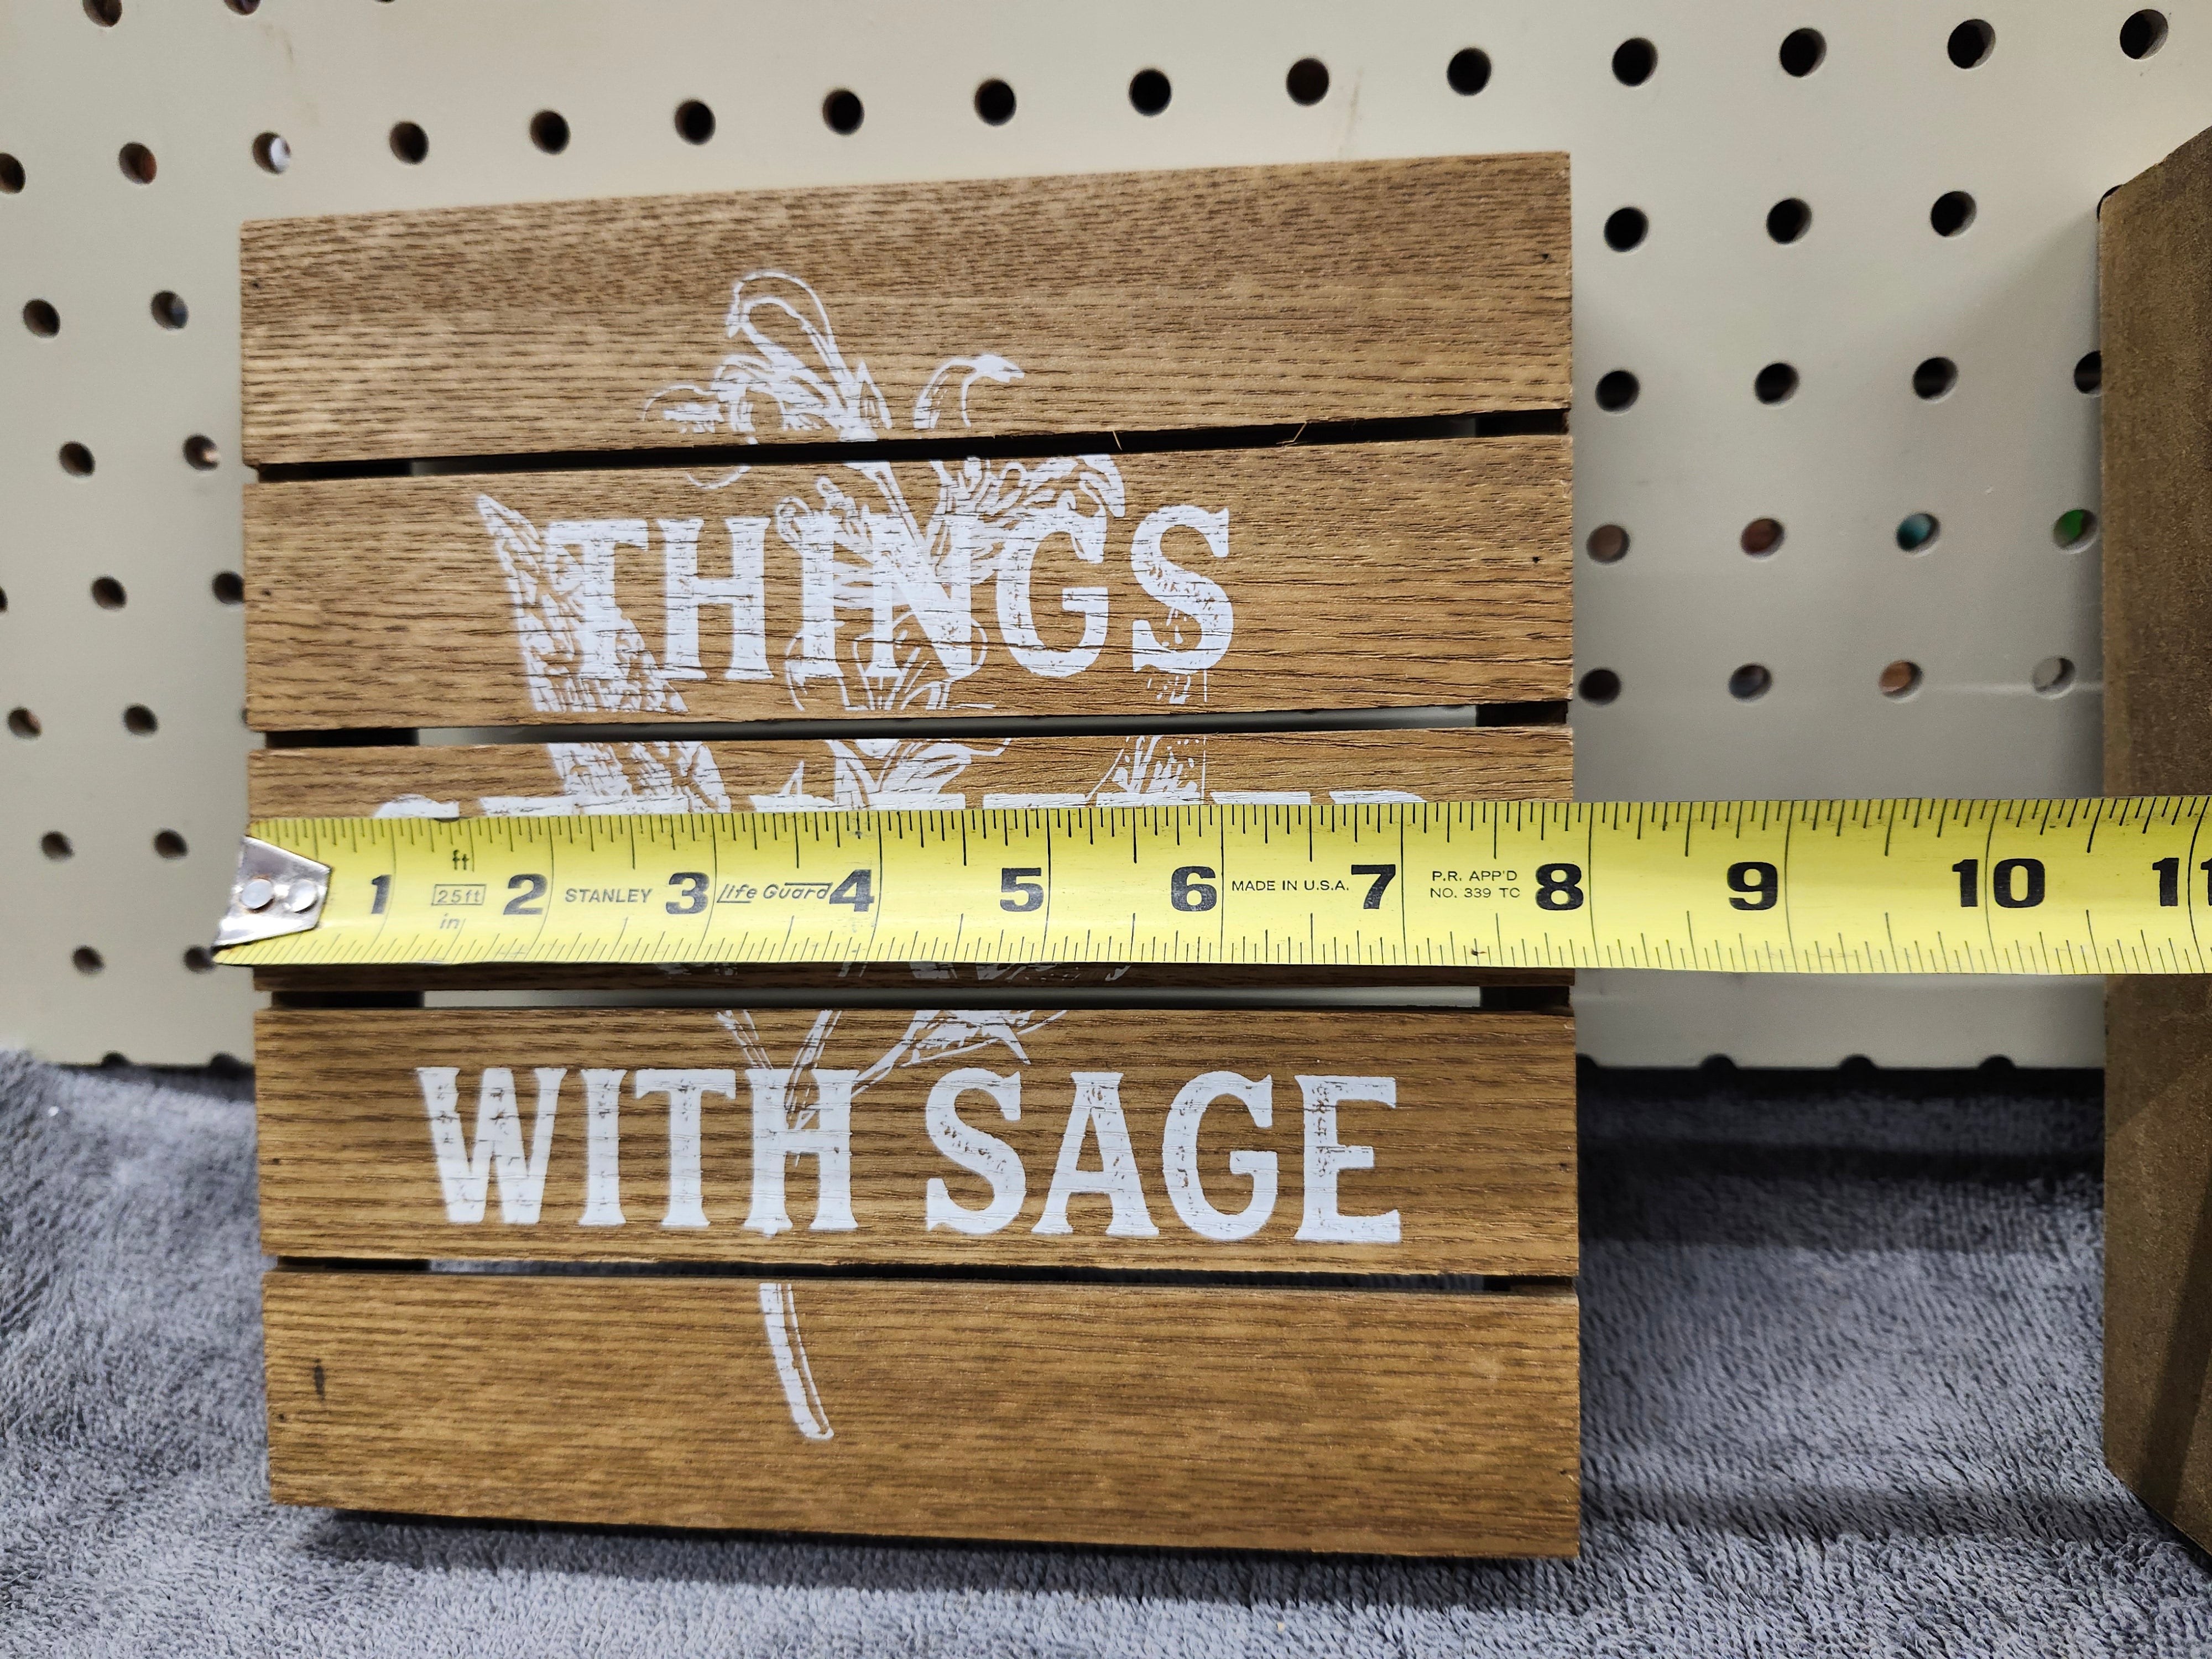 THINGS
ft
1 25ft 2 STANLEY 3 life Guard 4 5 6 MADE IN U.S.A. 7 P.R. APP'D 8 9 10 11
NO. 339 TC
in
WITH SAGE